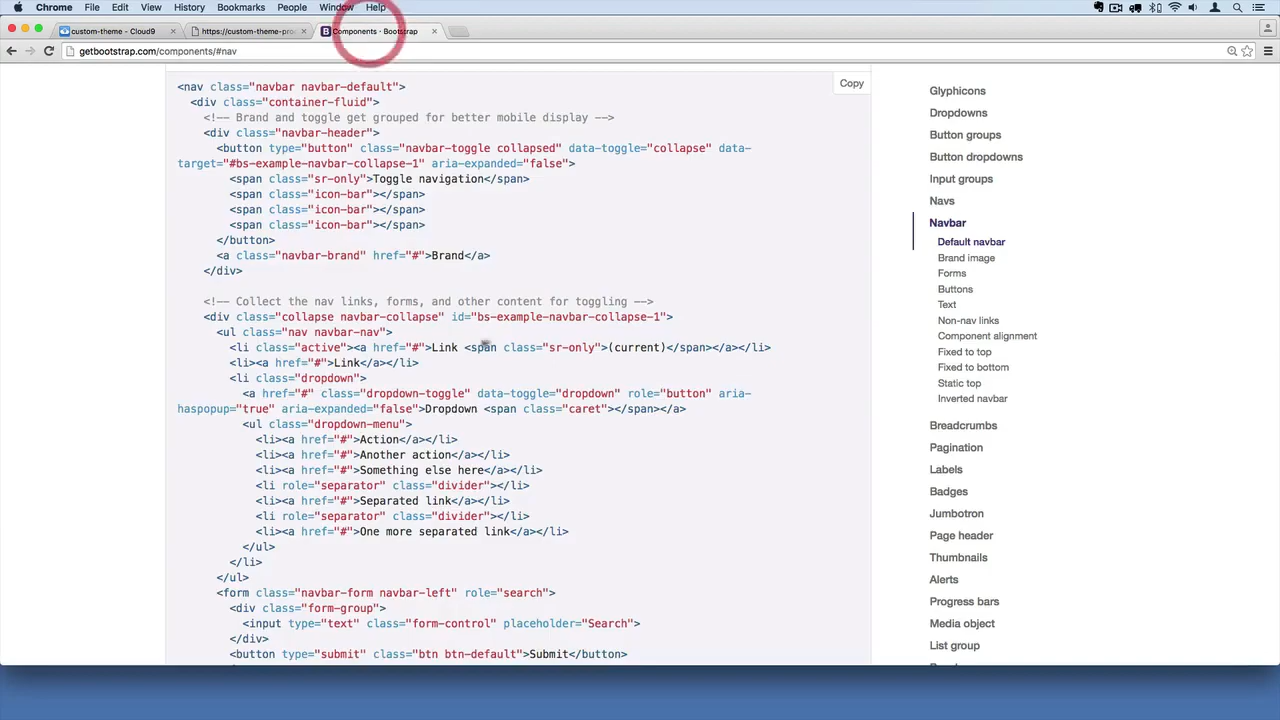 Chrome File Edit View History Bookmarks People Window Help
custom-theme - Cloud9 × https://custom-theme-pro × Components · Bootstrap ×
getbootstrap.com/components/#nav
Copy
<nav class="navbar navbar-default">
<div class="container-fluid">
<!-- Brand and toggle get grouped for better mobile display -->
<div class="navbar-header">
<button type="button" class="navbar-toggle collapsed" data-toggle="collapse" data-
target="#bs-example-navbar-collapse-1" aria-expanded="false">
<span class="sr-only">Toggle navigation</span>
<span class="icon-bar"></span>
<span class="icon-bar"></span>
<span class="icon-bar"></span>
</button>
<a class="navbar-brand" href="#">Brand</a>
</div>
<!-- Collect the nav links, forms, and other content for toggling -->
<div class="collapse navbar-collapse" id="bs-example-navbar-collapse-1">
<ul class="nav navbar-nav">
<li class="active"><a href="#">Link <span class="sr-only">(current)</span></a></li>
<li><a href="#">Link</a></li>
<li class="dropdown">
<a href="#" class="dropdown-toggle" data-toggle="dropdown" role="button" aria-
haspopup="true" aria-expanded="false">Dropdown <span class="caret"></span></a>
<ul class="dropdown-menu">
<li><a href="#">Action</a></li>
<li><a href="#">Another action</a></li>
<li><a href="#">Something else here</a></li>
<li role="separator" class="divider"></li>
<li><a href="#">Separated link</a></li>
<li role="separator" class="divider"></li>
<li><a href="#">One more separated link</a></li>
</ul>
</li>
</ul>
<form class="navbar-form navbar-left" role="search">
<div class="form-group">
<input type="text" class="form-control" placeholder="Search">
</div>
<button type="submit" class="btn btn-default">Submit</button>
Glyphicons
Dropdowns
Button groups
Button dropdowns
Input groups
Navs
Navbar
Default navbar
Brand image
Forms
Buttons
Text
Non-nav links
Component alignment
Fixed to top
Fixed to bottom
Static top
Inverted navbar
Breadcrumbs
Pagination
Labels
Badges
Jumbotron
Page header
Thumbnails
Alerts
Progress bars
Media object
List group